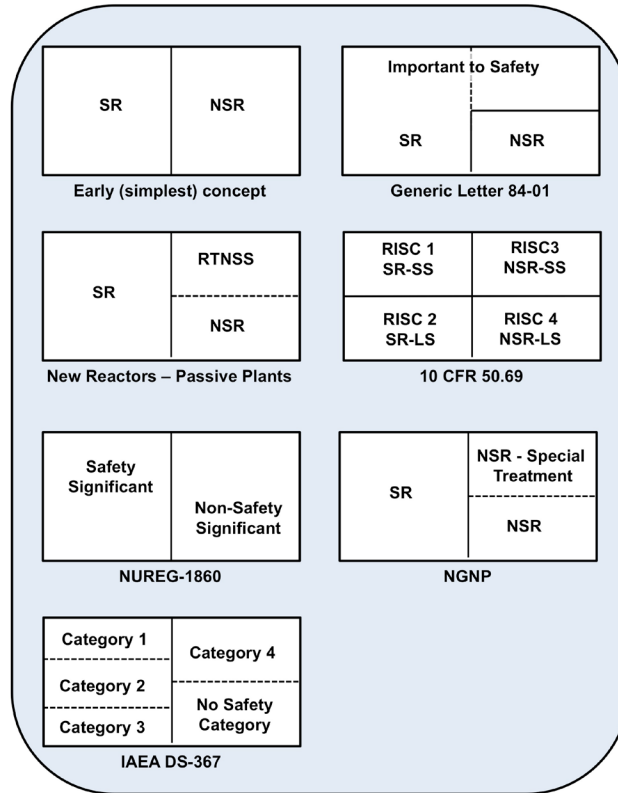 SR
NSR
Early (simplest) concept
Important to Safety
SR
NSR
Generic Letter 84-01
SR
RTNSS
NSR
New Reactors – Passive Plants
RISC 1
SR-SS
RISC3
NSR-SS
RISC 2
SR-LS
RISC 4
NSR-LS
10 CFR 50.69
Safety
Significant
Non-Safety
Significant
NUREG-1860
SR
NSR - Special
Treatment
NSR
NGNP
Category 1
Category 2
Category 3
Category 4
No Safety
Category
IAEA DS-367